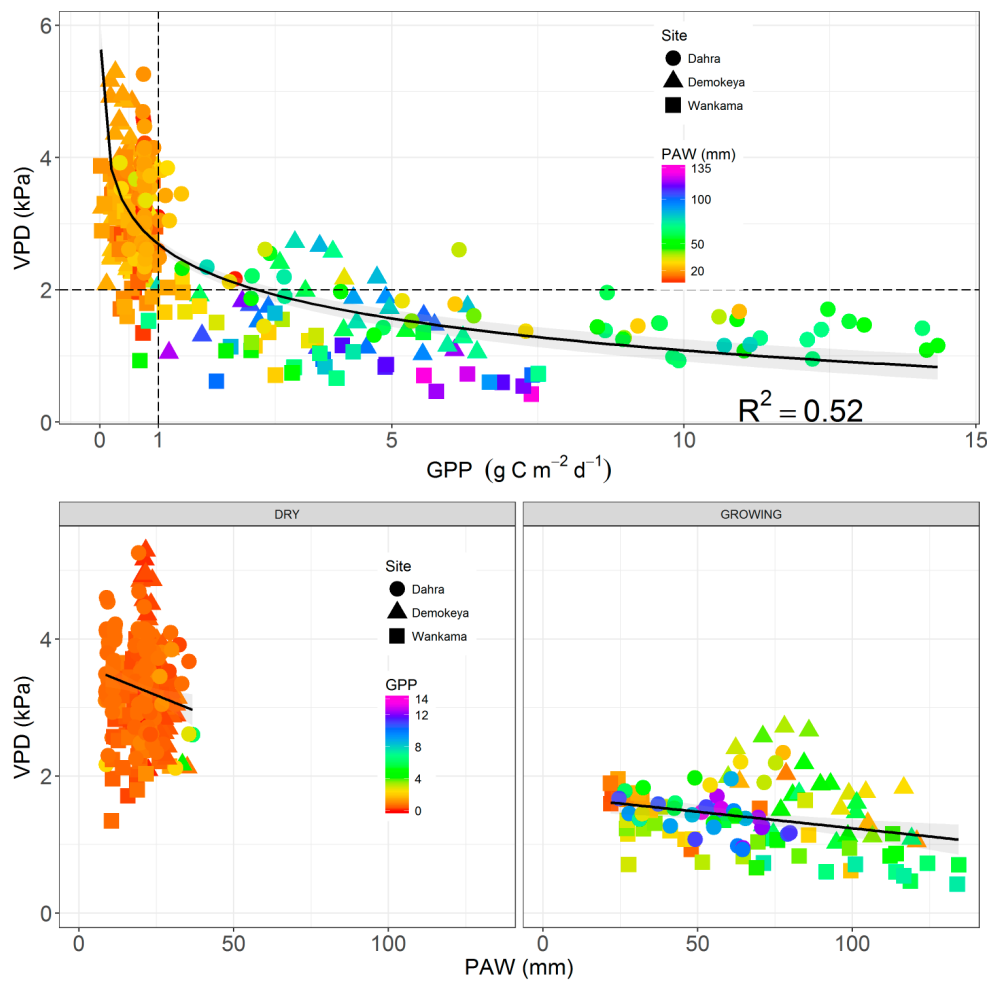 6
4
2
0
VPD (kPa)
Site
Dahra
Demokeya
Wankama
PAW (mm)
135
100
50
20
R² = 0.52
0 1 5 10 15
GPP (g C m⁻² d⁻¹)
DRY GROWING
4
2
0
VPD (kPa)
Site
Dahra
Demokeya
Wankama
GPP
14
12
8
4
0
0 50 100 0 50 100
PAW (mm)